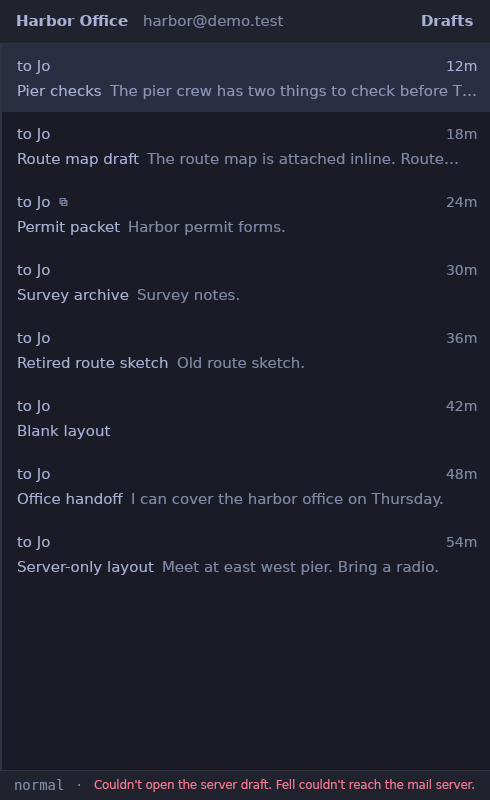 Harbor Office harbor@demo.test Drafts
to Jo 12m
Pier checks The pier crew has two things to check before T…
to Jo 18m
Route map draft The route map is attached inline. Route…
to Jo 24m
Permit packet Harbor permit forms.
to Jo 30m
Survey archive Survey notes.
to Jo 36m
Retired route sketch Old route sketch.
to Jo 42m
Blank layout
to Jo 48m
Office handoff I can cover the harbor office on Thursday.
to Jo 54m
Server-only layout Meet at east west pier. Bring a radio.
normal · Couldn't open the server draft. Fell couldn't reach the mail server.